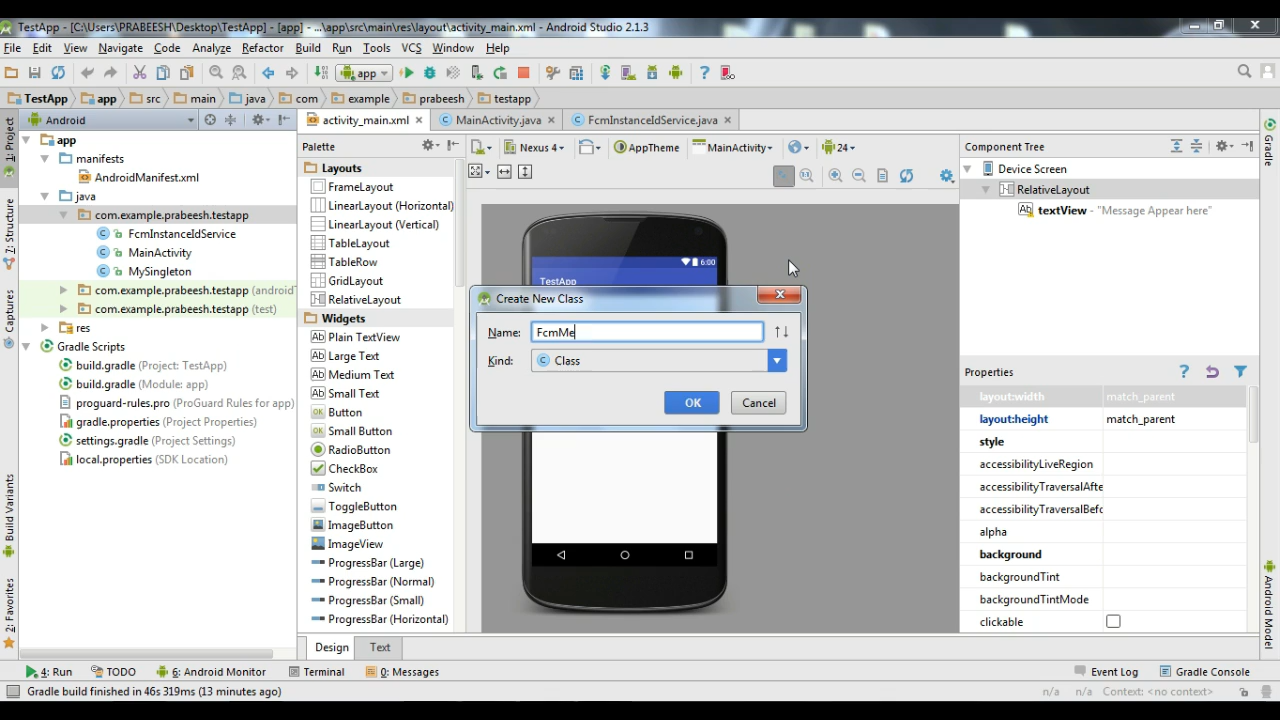 TestApp - [C:\Users\PRABEESH\Desktop\TestApp] - [app] - ...\app\src\main\res\layout\activity_main.xml - Android Studio 2.1.3
File Edit View Navigate Code Analyze Refactor Build Run Tools VCS Window Help
app
TestApp app src main java com example prabeesh testapp
Android
activity_main.xml MainActivity.java FcmInstanceIdService.java
1: Project
7: Structure
Captures
Build Variants
2: Favorites
app
manifests
AndroidManifest.xml
java
com.example.prabeesh.testapp
FcmInstanceIdService
MainActivity
MySingleton
com.example.prabeesh.testapp (android
com.example.prabeesh.testapp (test)
res
Gradle Scripts
build.gradle (Project: TestApp)
build.gradle (Module: app)
proguard-rules.pro (ProGuard Rules for app)
gradle.properties (Project Properties)
settings.gradle (Project Settings)
local.properties (SDK Location)
Palette
Layouts
FrameLayout
LinearLayout (Horizontal)
LinearLayout (Vertical)
TableLayout
TableRow
GridLayout
RelativeLayout
Widgets
Plain TextView
Large Text
Medium Text
Small Text
Button
Small Button
RadioButton
CheckBox
Switch
ToggleButton
ImageButton
ImageView
ProgressBar (Large)
ProgressBar (Normal)
ProgressBar (Small)
ProgressBar (Horizontal)
Nexus 4 AppTheme MainActivity 24
6:00
TestApp
Create New Class
Name: FcmMe
Kind: Class
OK Cancel
Component Tree
Device Screen
RelativeLayout
textView - "Message Appear here"
Properties
layout:width match_parent
layout:height match_parent
style
accessibilityLiveRegion
accessibilityTraversalAfte
accessibilityTraversalBefo
alpha
background
backgroundTint
backgroundTintMode
clickable
Gradle
Android Model
Design Text
4: Run TODO 6: Android Monitor Terminal 0: Messages Event Log Gradle Console
Gradle build finished in 46s 319ms (13 minutes ago) n/a n/a Context: <no context>